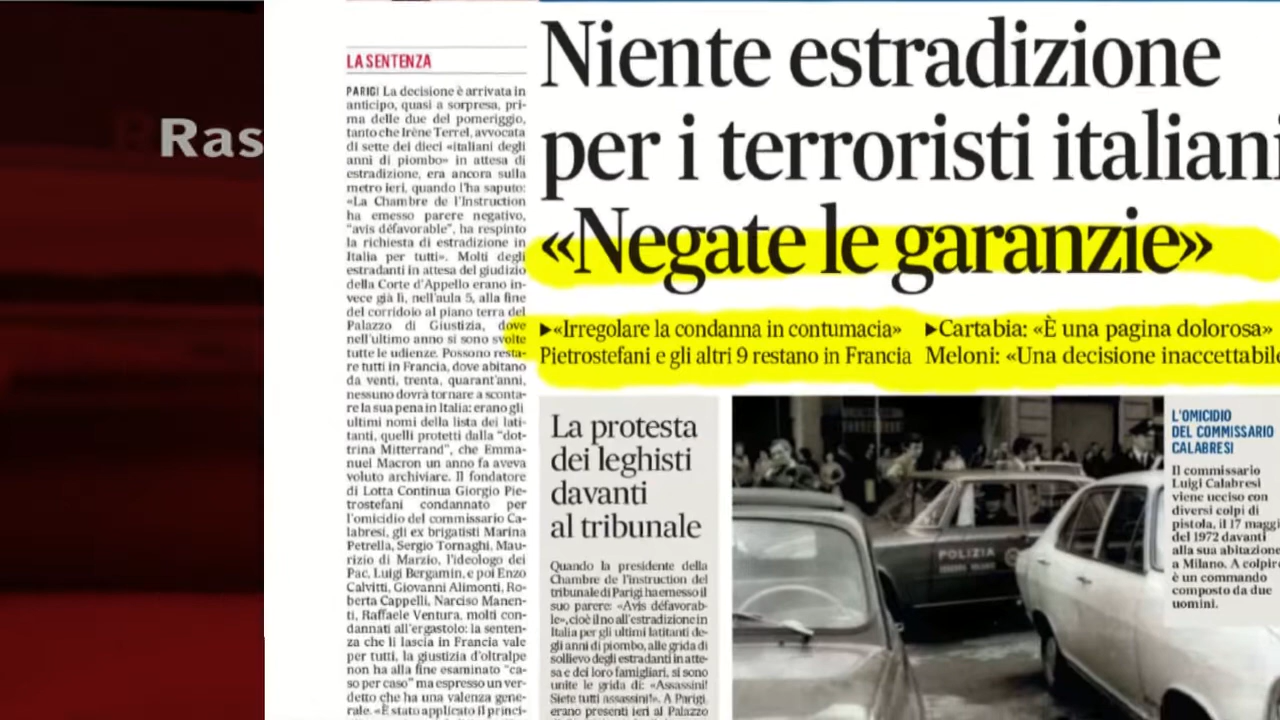 Ras
LA SENTENZA
PARIGI La decisione è arrivata in
anticipo, quasi a sorpresa, pri-
ma delle due del pomeriggio,
tanto che Irène Terrel, avvocata
di sette dei dieci «italiani degli
anni di piombo» in attesa di
estradizione, era ancora sulla
metro ieri, quando l'ha saputo:
«La Chambre de l'Instruction
ha emesso parere negativo,
"avis défavorable", ha respinto
la richiesta di estradizione in
Italia per tutti». Molti degli
estradanti in attesa del giudizio
della Corte d'Appello erano in-
vece già lì, nell'aula 5, alla fine
del corridoio al piano terra del
Palazzo di Giustizia, dove
nell'ultimo anno si sono svolte
tutte le udienze. Possono resta-
re tutti in Francia, dove abitano
da venti, trenta, quarant'anni,
nessuno dovrà tornare a sconta-
re la sua pena in Italia: erano gli
ultimi nomi della lista dei lati-
tanti, quelli protetti dalla "dot-
trina Mitterrand", che Emma-
nuel Macron un anno fa aveva
voluto archiviare. Il fondatore
di Lotta Continua Giorgio Pie-
trostefani condannato per
l'omicidio del commissario Ca-
labresi, gli ex brigatisti Marina
Petrella, Sergio Tornaghi, Mau-
rizio di Marzio, l'ideologo dei
Pac, Luigi Bergamin, e poi Enzo
Calvitti, Giovanni Alimonti, Ro-
berta Cappelli, Narciso Manen-
ti, Raffaele Ventura, molti con-
dannati all'ergastolo: la senten-
za che li lascia in Francia vale
per tutti, la giustizia d'oltralpe
non ha alla fine esaminato "ca-
so per caso" ma espresso un ver-
detto che ha una valenza gene-
rale. «È stato applicato il princi-
Niente estradizione
per i terroristi italiani
«Negate le garanzie»
▶«Irregolare la condanna in contumacia»
Pietrostefani e gli altri 9 restano in Francia
▶Cartabia: «È una pagina dolorosa»
Meloni: «Una decisione inaccettabile
La protesta
dei leghisti
davanti
al tribunale
Quando la presidente della
Chambre de l'instruction del
tribunale di Parigi ha emesso il
suo parere: «Avis défavorab-
le», cioè il no all'estradizione in
Italia per gli ultimi latitanti de-
gli anni di piombo, alle grida di
sollievo degli estradanti in atte-
sa e dei loro famigliari, si sono
unite le grida di: «Assassini!
Siete tutti assassini!». A Parigi
erano presenti ieri al Palazzo
POLIZIA
L'OMICIDIO
DEL COMMISSARIO
CALABRESI
Il commissario
Luigi Calabresi
viene ucciso con
diversi colpi di
pistola, il 17 maggi
del 1972 davanti
alla sua abitazione
a Milano. A colpire
è un commando
composto da due
uomini.